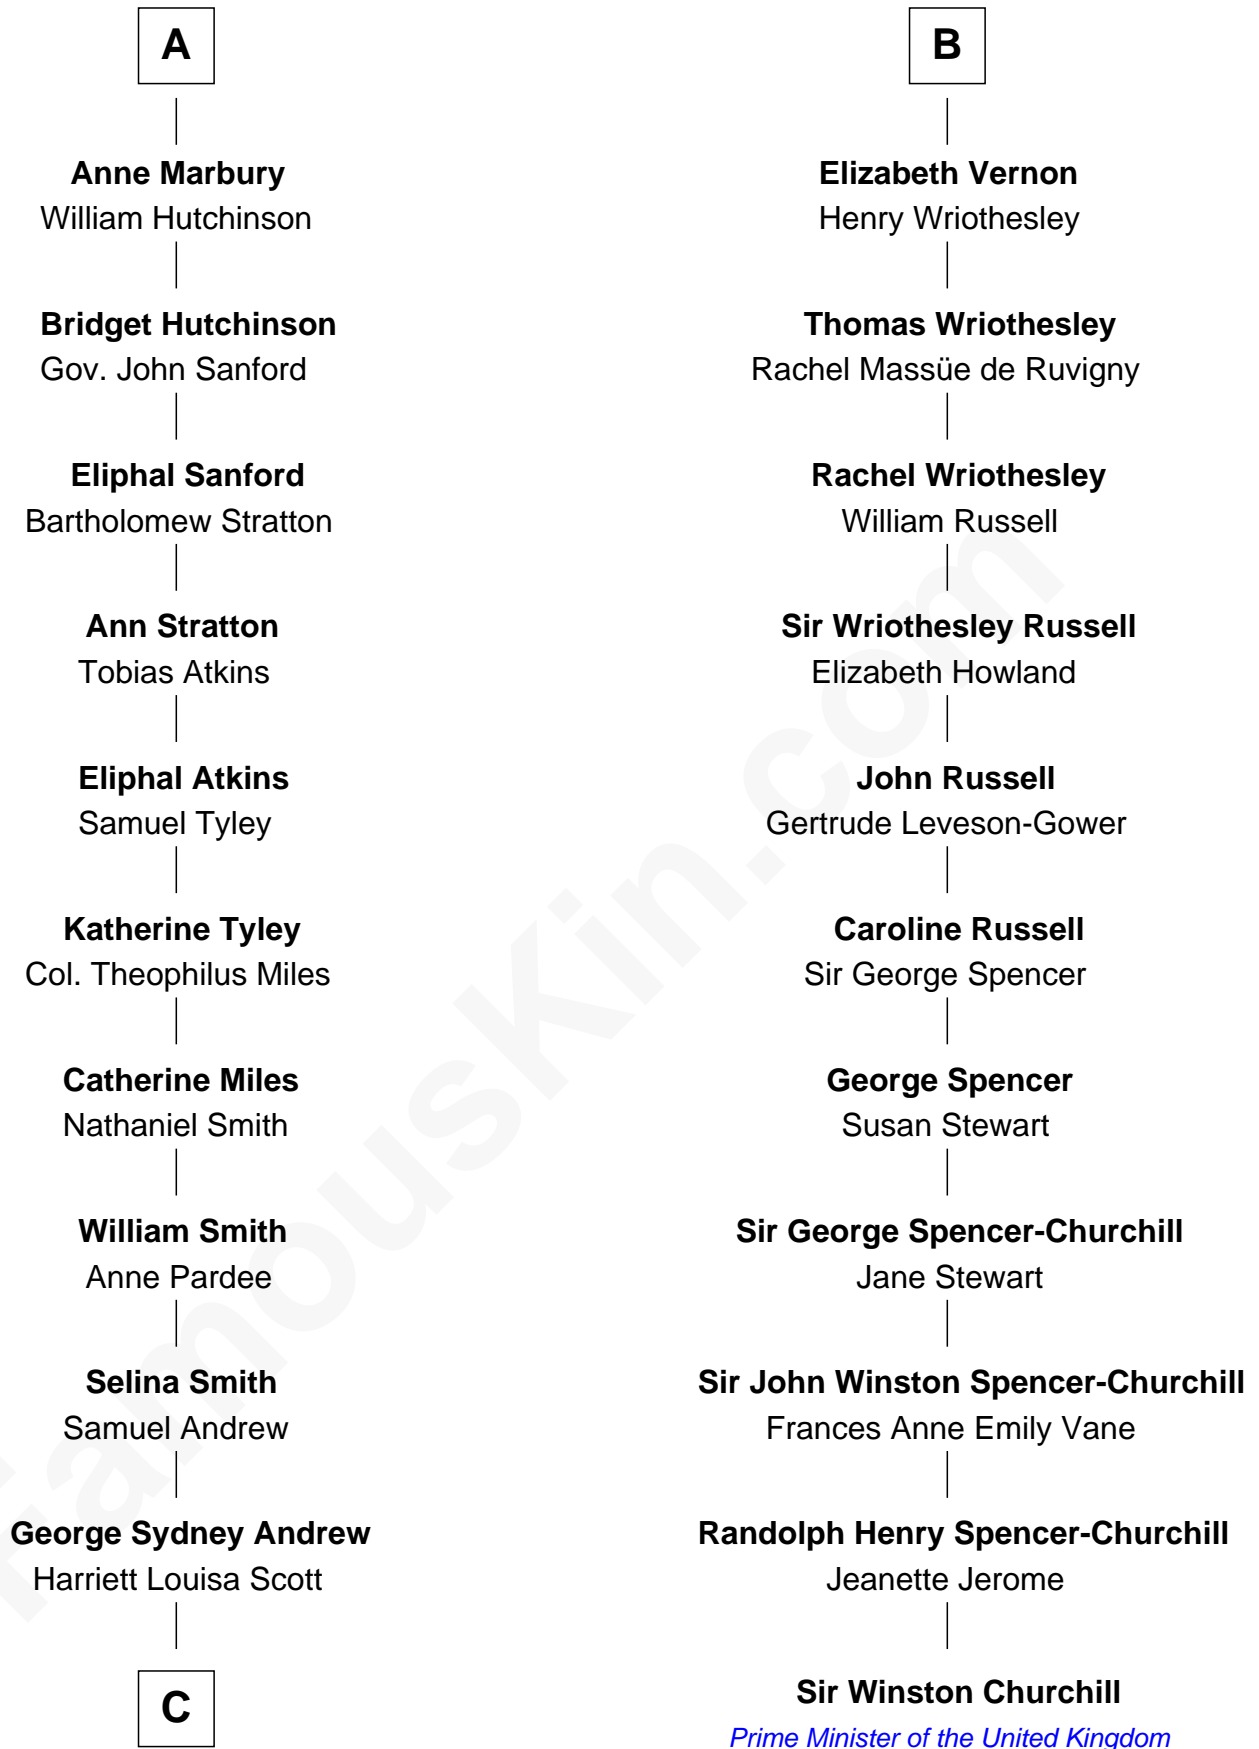 A
Anne Marbury
William Hutchinson
Bridget Hutchinson
Gov. John Sanford
Eliphal Sanford
Bartholomew Stratton
Ann Stratton
Tobias Atkins
Eliphal Atkins
Samuel Tyley
Katherine Tyley
Col. Theophilus Miles
Catherine Miles
Nathaniel Smith
William Smith
Anne Pardee
Selina Smith
Samuel Andrew
George Sydney Andrew
Harriett Louisa Scott
C
B
Elizabeth Vernon
Henry Wriothesley
Thomas Wriothesley
Rachel Massüe de Ruvigny
Rachel Wriothesley
William Russell
Sir Wriothesley Russell
Elizabeth Howland
John Russell
Gertrude Leveson-Gower
Caroline Russell
Sir George Spencer
George Spencer
Susan Stewart
Sir George Spencer-Churchill
Jane Stewart
Sir John Winston Spencer-Churchill
Frances Anne Emily Vane
Randolph Henry Spencer-Churchill
Jeanette Jerome
Sir Winston Churchill
Prime Minister of the United Kingdom
FamousKin.com